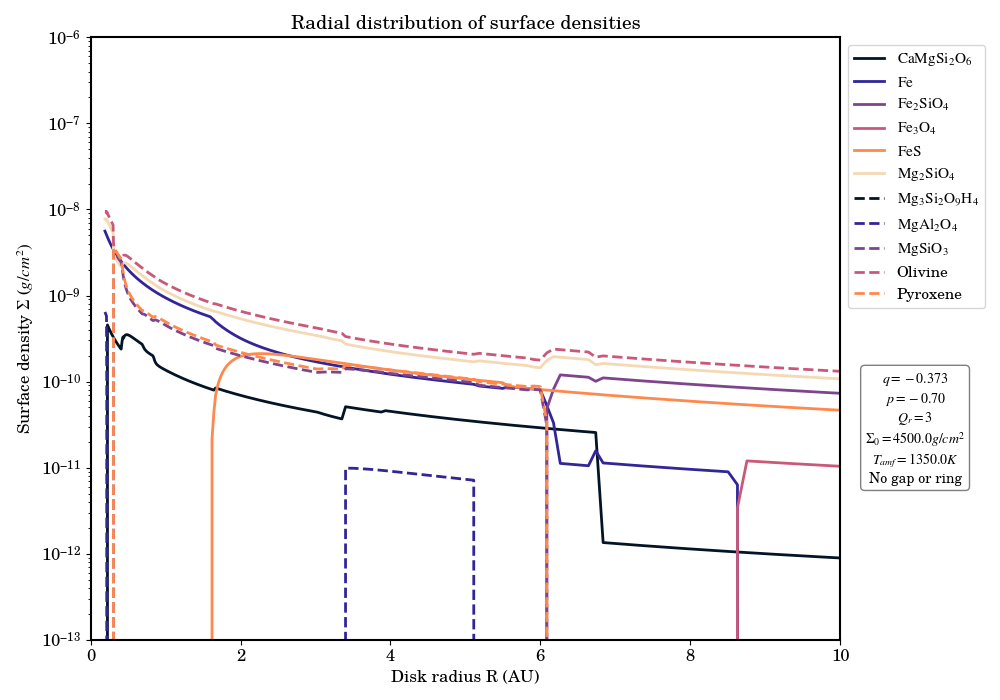 Radial distribution of surface densities
Surface density Σ (g/cm²)
10⁻⁶
10⁻⁷
10⁻⁸
10⁻⁹
10⁻¹⁰
10⁻¹¹
10⁻¹²
10⁻¹³
0 2 4 6 8 10
Disk radius R (AU)
CaMgSi₂O₆
Fe
Fe₂SiO₄
Fe₃O₄
FeS
Mg₂SiO₄
Mg₃Si₂O₉H₄
MgAl₂O₄
MgSiO₃
Olivine
Pyroxene
q = −0.373
p = −0.70
Qᵣ = 3
Σ₀ = 4500.0g/cm²
T_amf = 1350.0K
No gap or ring